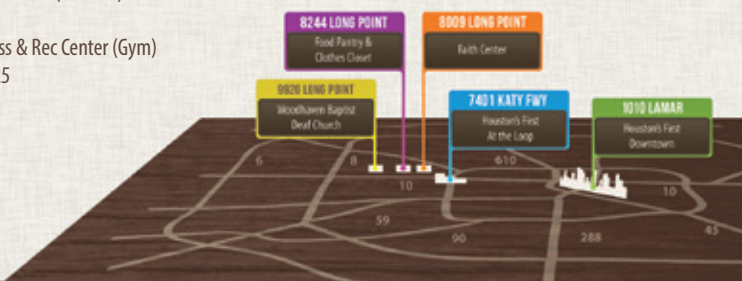 ss & Rec Center (Gym)
5
8244 LONG POINT
Food Pantry &
Clothes Closet
8009 LONG POINT
Faith Center
9920 LONG POINT
Woodhaven Baptist
Deaf Church
7401 KATY FWY
Houston's First
At the Loop
1010 LAMAR
Houston's First
Downtown
6
8
610
10
10
59
90
288
45